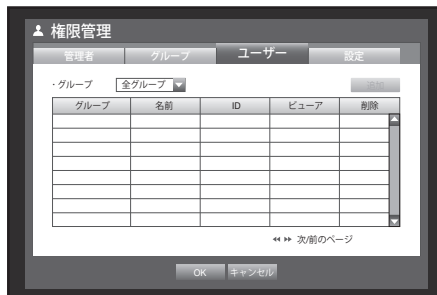 権限管理
管理者 グループ ユーザー 設定
・グループ 全グループ 追加
グループ 名前 ID ビューア 削除
次/前のページ
OK キャンセル